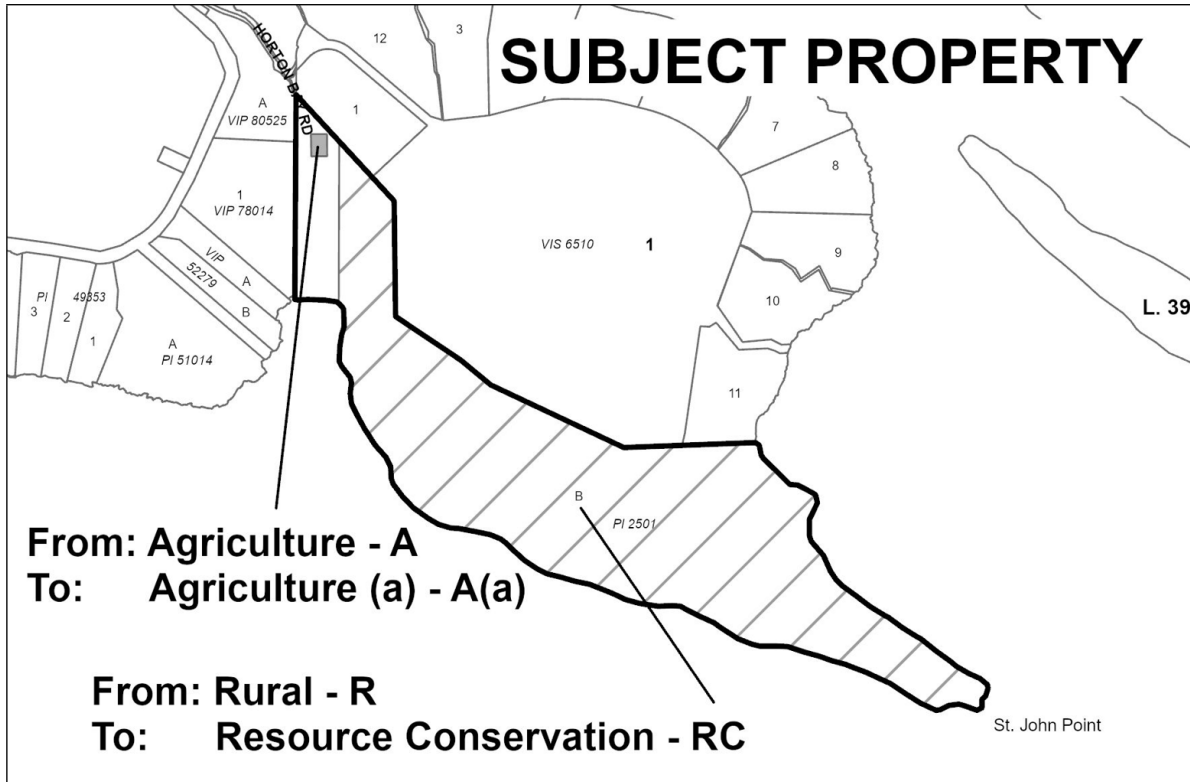 SUBJECT PROPERTY
HORTON BAY RD
12
3
1
A
VIP 80525
7
8
1
VIP 78014
VIS 6510
1
9
VIP
52279
A
B
10
L. 39
PI
3
2
49353
1
A
PI 51014
11
B
PI 2501
From: Agriculture - A
To: Agriculture (a) - A(a)
From: Rural - R
To: Resource Conservation - RC
St. John Point